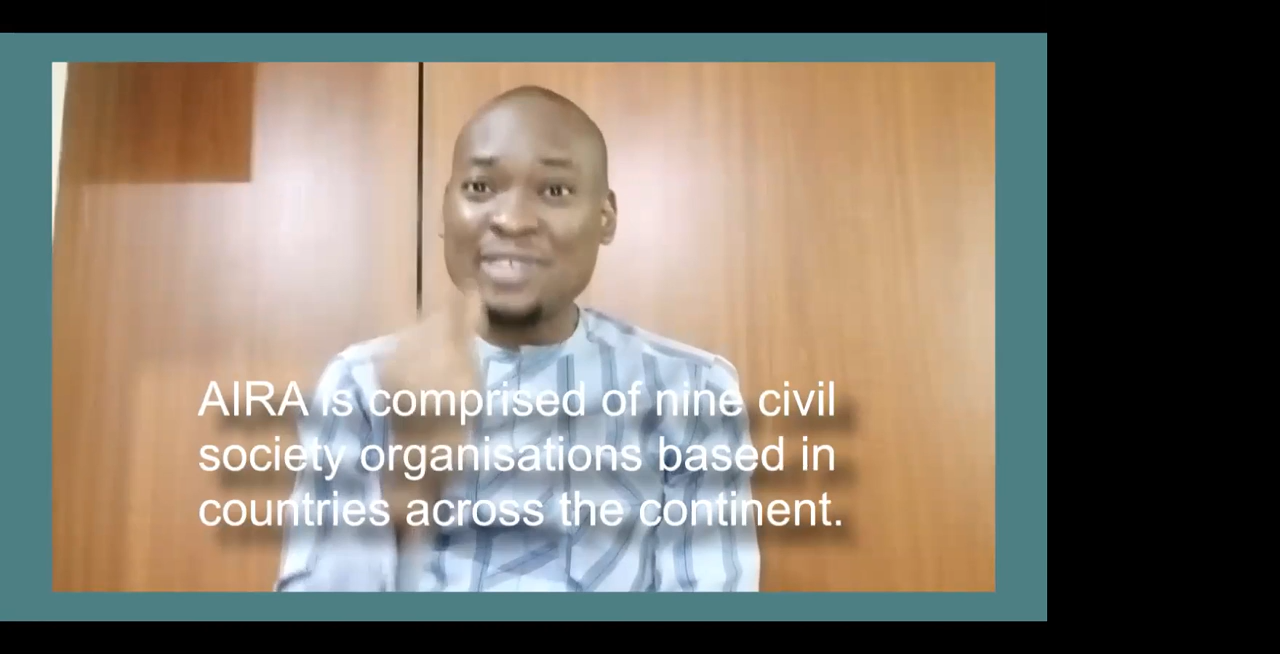 AIRA is comprised of nine civil
society organisations based in
countries across the continent.